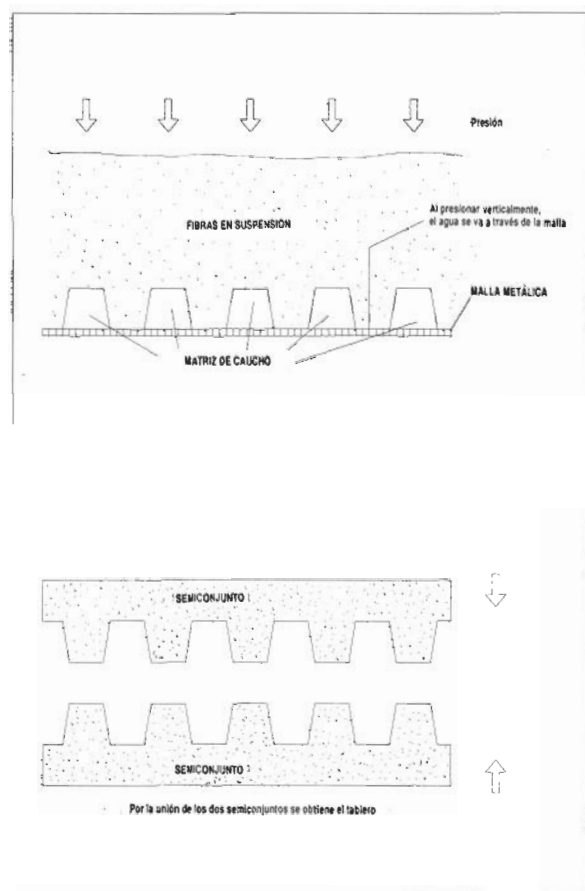 Presión
FIBRAS EN SUSPENSION
Al presionar verticalmente,
el agua se va a través de la malla
MALLA METÁLICA
MATRIZ DE CAUCHO
SEMICONJUNTO
SEMICONJUNTO
Por la unión de los dos semiconjuntos se obtiene el tablero